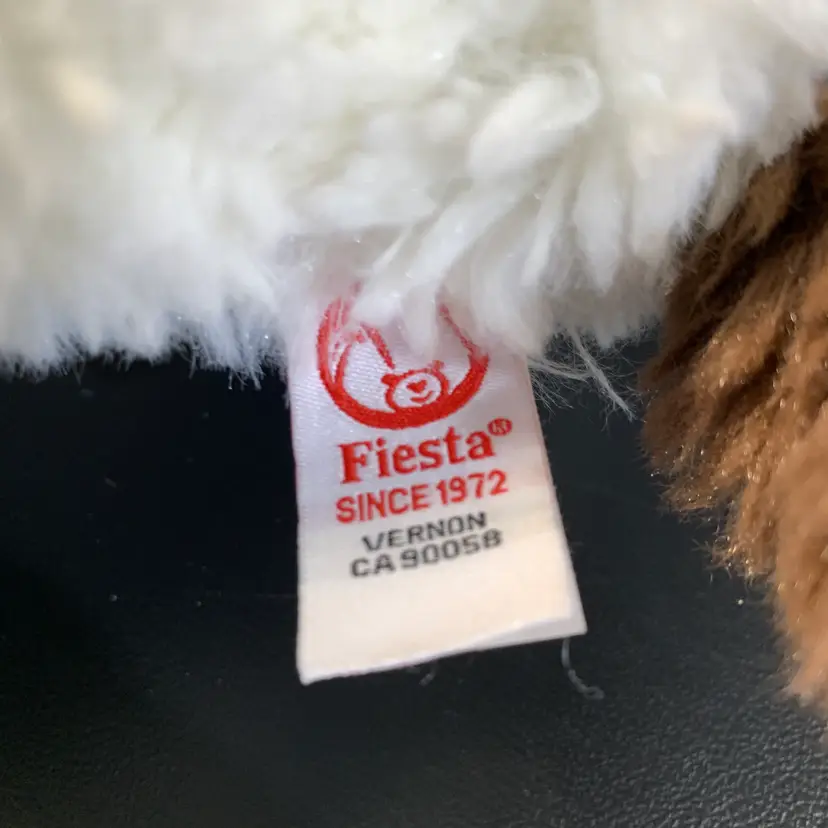 Fiesta®
SINCE 1972
VERNON
CA 90058